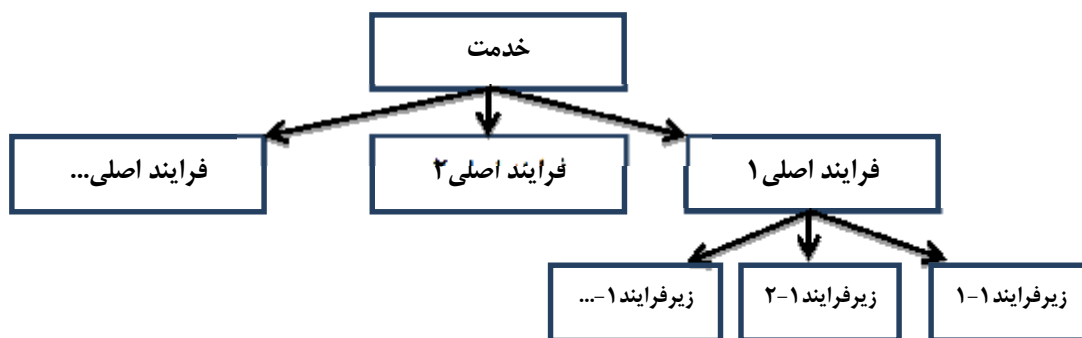 خدمت
فرایند اصلی۱
فرایند اصلی۲
فرایند اصلی...
زیرفرایند۱-۱
زیرفرایند۱-۲
زیرفرایند۱-...